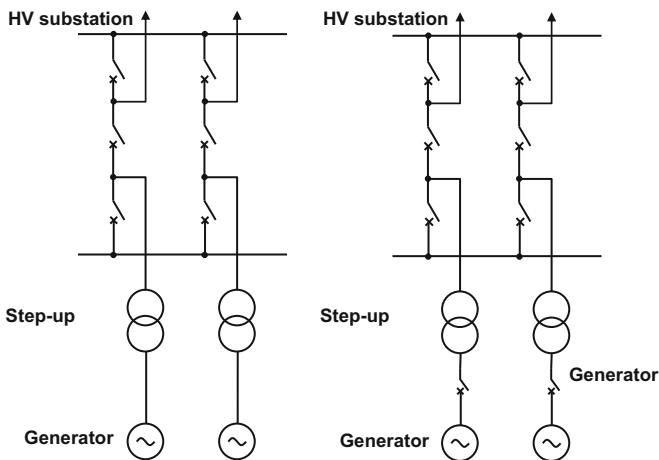 HV substation
HV substation
Step-up
Step-up
Generator
Generator
Generator